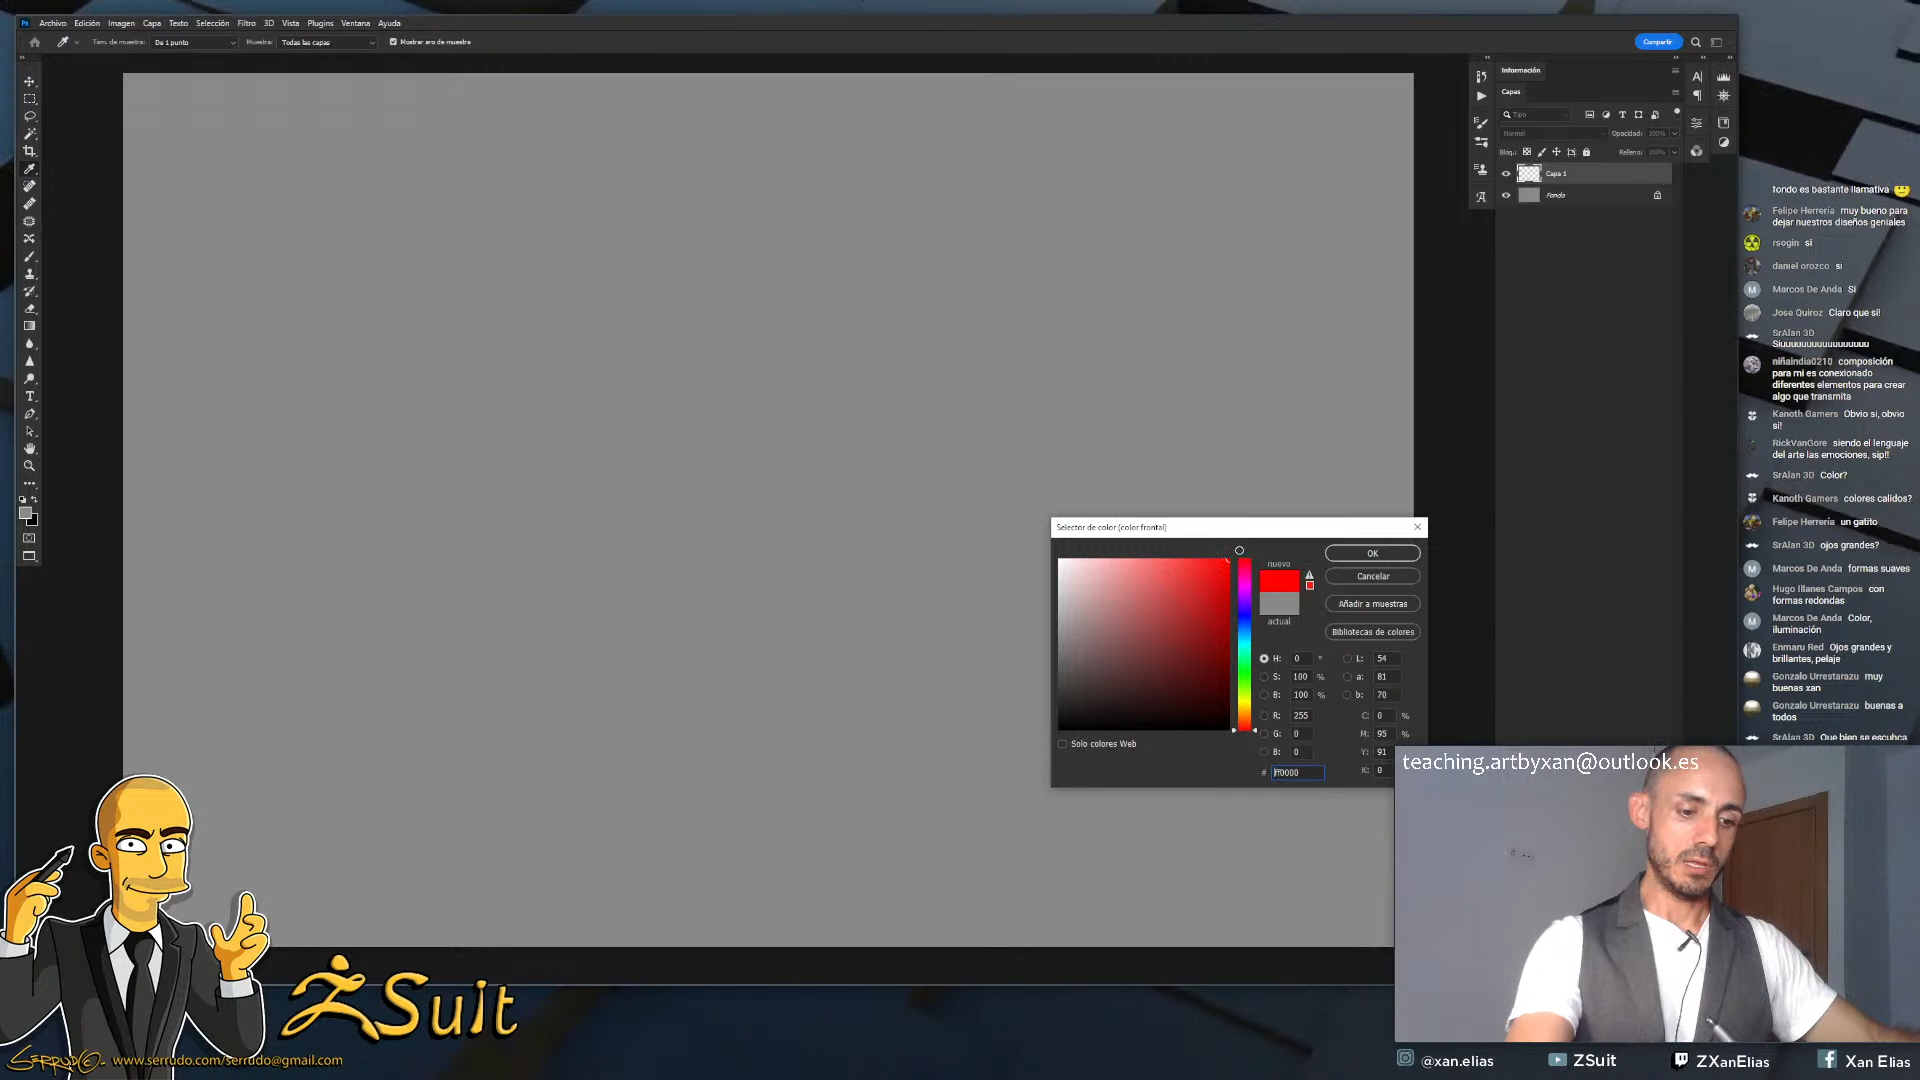 Archivo Edición Imagen Capa Texto Selección Filtro 3D Vista Plugins Ventana Ayuda
Tam. de muestra: De 1 punto Muestra: Todas las capas Mostrar aro de muestra
Compartir
Información
Capas
Tipo
Normal Opacidad: 100%
Bloq.: Relleno: 100%
Capa 1
Fondo
Selector de color (color frontal)
nuevo
actual
OK
Cancelar
Añadir a muestras
Bibliotecas de colores
H: 0 ° L: 54
S: 100 % a: 81
B: 100 % b: 70
R: 255 C: 0 %
G: 0 M: 95 %
B: 0 Y: 91
# ff0000 K: 0
Solo colores Web
fondo es bastante llamativa
Felipe Herrería muy bueno para
dejar nuestros diseños geniales
rsogin si
daniel orozco si
Marcos De Anda Si
Jose Quiroz Claro que si!
SrAlan 3D
Siuuuuuuuuuuuuuuuuu
niñaindia0210 composición
para mi es conexionado
diferentes elementos para crear
algo que transmita
Kanoth Gamers Obvio si, obvio
si!
RickVanGore siendo el lenguaje
del arte las emociones, sip!!
SrAlan 3D Color?
Kanoth Gamers colores calidos?
Felipe Herrería un gatito
SrAlan 3D ojos grandes?
Marcos De Anda formas suaves
Hugo Illanes Campos con
formas redondas
Marcos De Anda Color,
iluminación
Enmaru Red Ojos grandes y
brillantes, pelaje
Gonzalo Urrestarazu muy
buenas xan
Gonzalo Urrestarazu buenas a
todos
SrAlan 3D Que bien se escuhca
teaching.artbyxan@outlook.es
ZSuit
SERRUDO - www.serrudo.com/serrudo@gmail.com
@xan.elias ZSuit ZXanElias Xan Elias